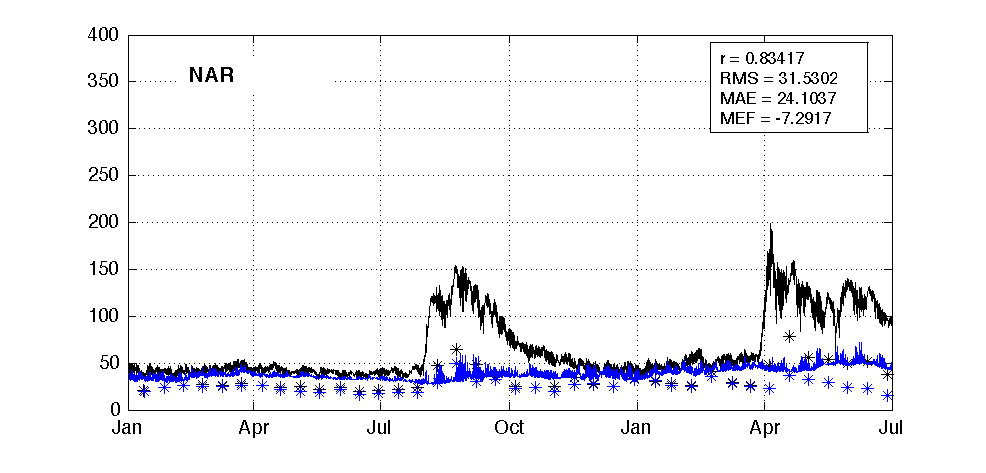 400
350
300
250
200
150
100
50
0
NAR
r = 0.83417
RMS = 31.5302
MAE = 24.1037
MEF = -7.2917
Jan Apr Jul Oct Jan Apr Jul